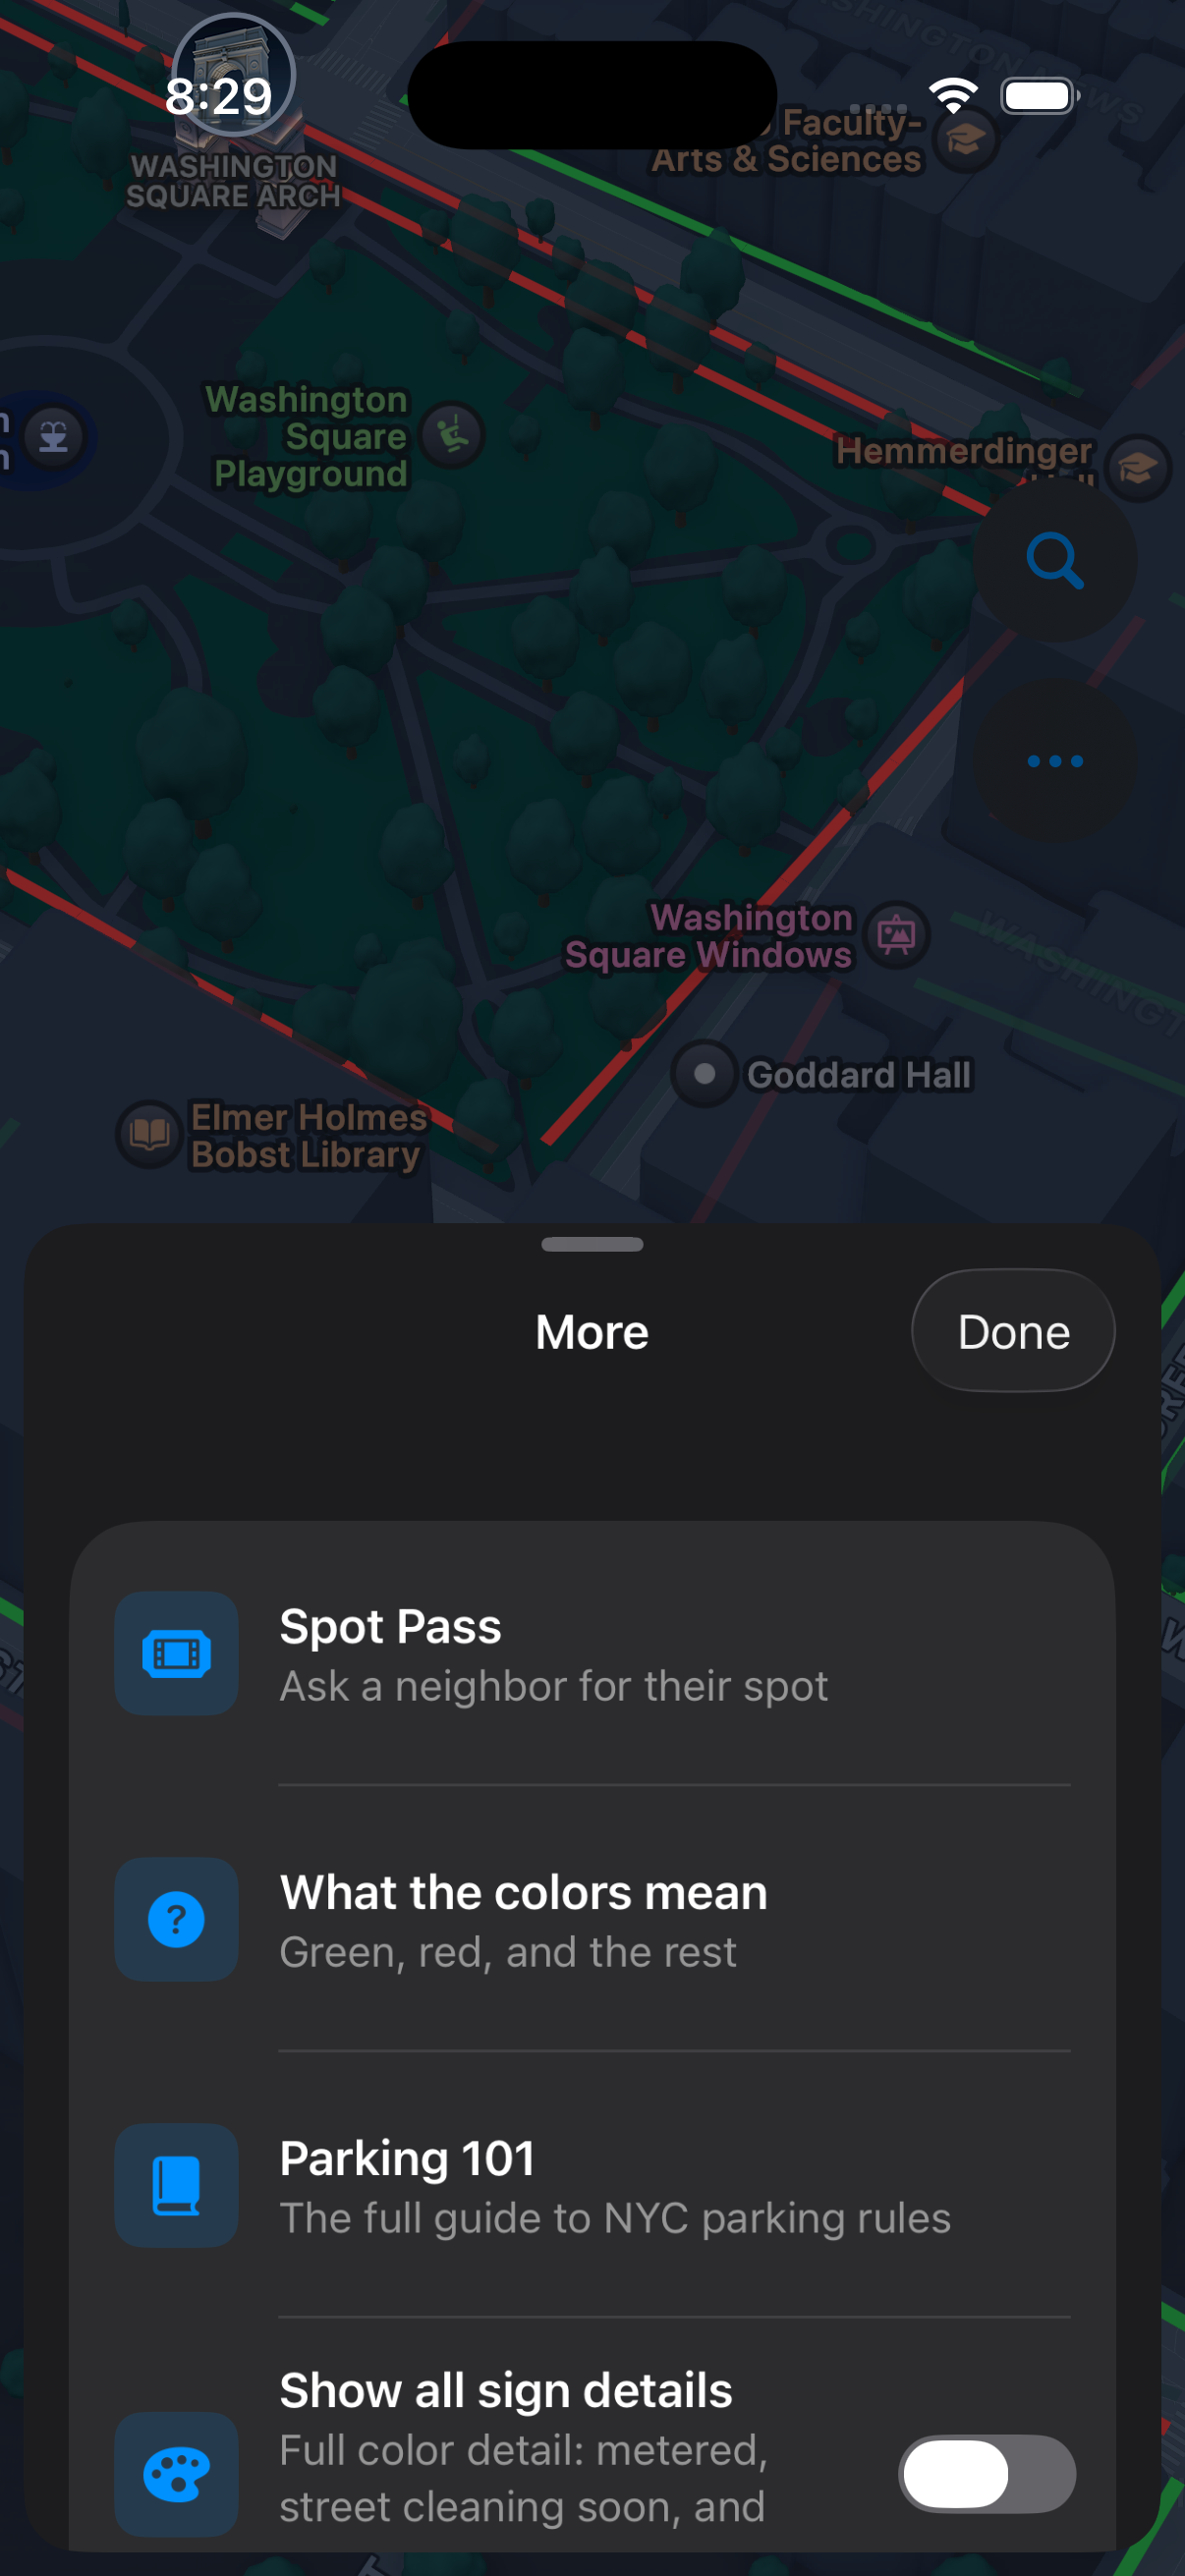 8:29
Faculty-
Arts & Sciences
WASHINGTON
SQUARE ARCH
Washington
Square
Playground
Hemmerdinger
Washington
Square Windows
WASHINGT
Goddard Hall
Elmer Holmes
Bobst Library
More
Done
Spot Pass
Ask a neighbor for their spot
What the colors mean
Green, red, and the rest
?
Parking 101
The full guide to NYC parking rules
Show all sign details
Full color detail: metered,
street cleaning soon, and